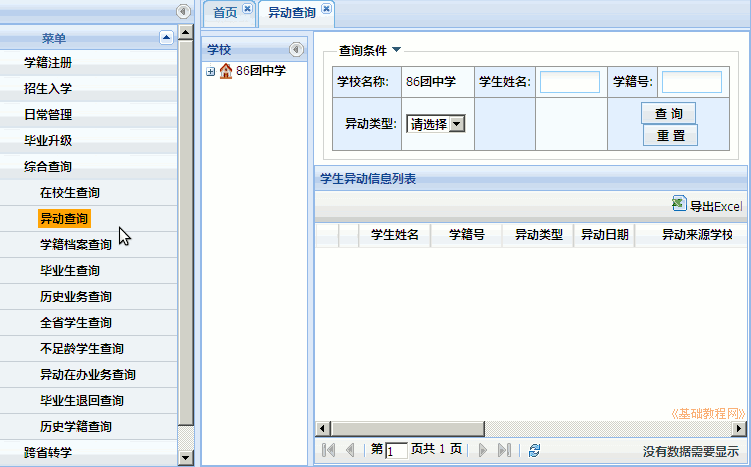 首页
异动查询
菜单
学籍注册
招生入学
日常管理
毕业升级
综合查询
在校生查询
异动查询
学籍档案查询
毕业生查询
历史业务查询
全省学生查询
不足龄学生查询
异动在办业务查询
毕业生退回查询
历史学籍查询
跨省转学
学校
86团中学
查询条件
学校名称: 86团中学 学生姓名: 学籍号:
异动类型: 请选择 查 询
重 置
学生异动信息列表
导出Excel
学生姓名 学籍号 异动类型 异动日期 异动来源学校
《基础教程网》
第 1 页共 1 页 没有数据需要显示